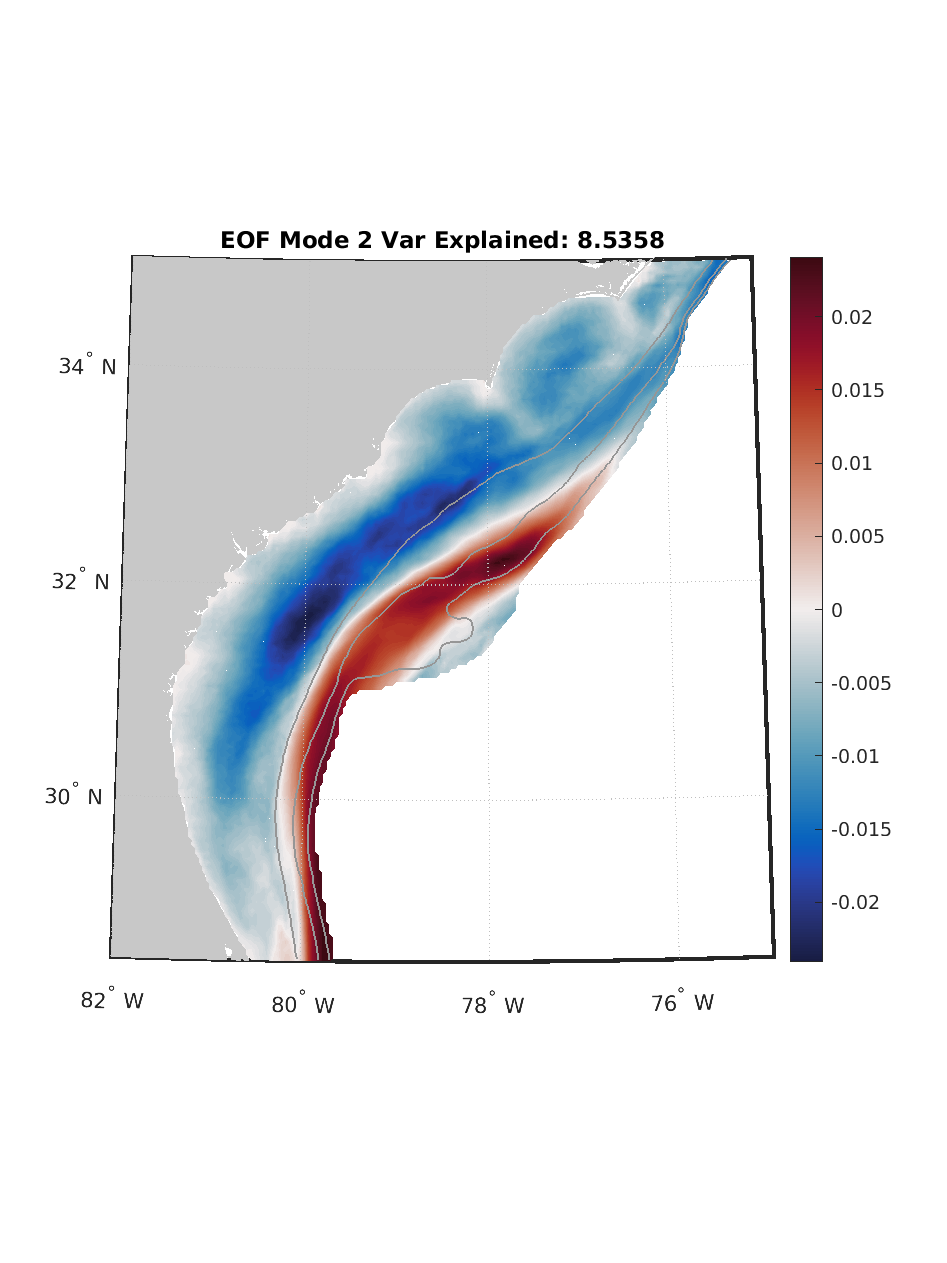 EOF Mode 2 Var Explained: 8.5358
34° N
32° N
30° N
82° W
80° W
78° W
76° W
0.02
0.015
0.01
0.005
0
-0.005
-0.01
-0.015
-0.02